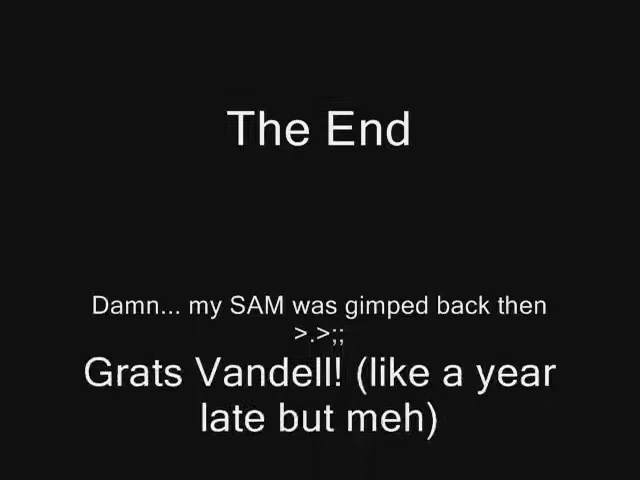 The End
Damn... my SAM was gimped back then
>.>;;
Grats Vandell! (like a year
late but meh)